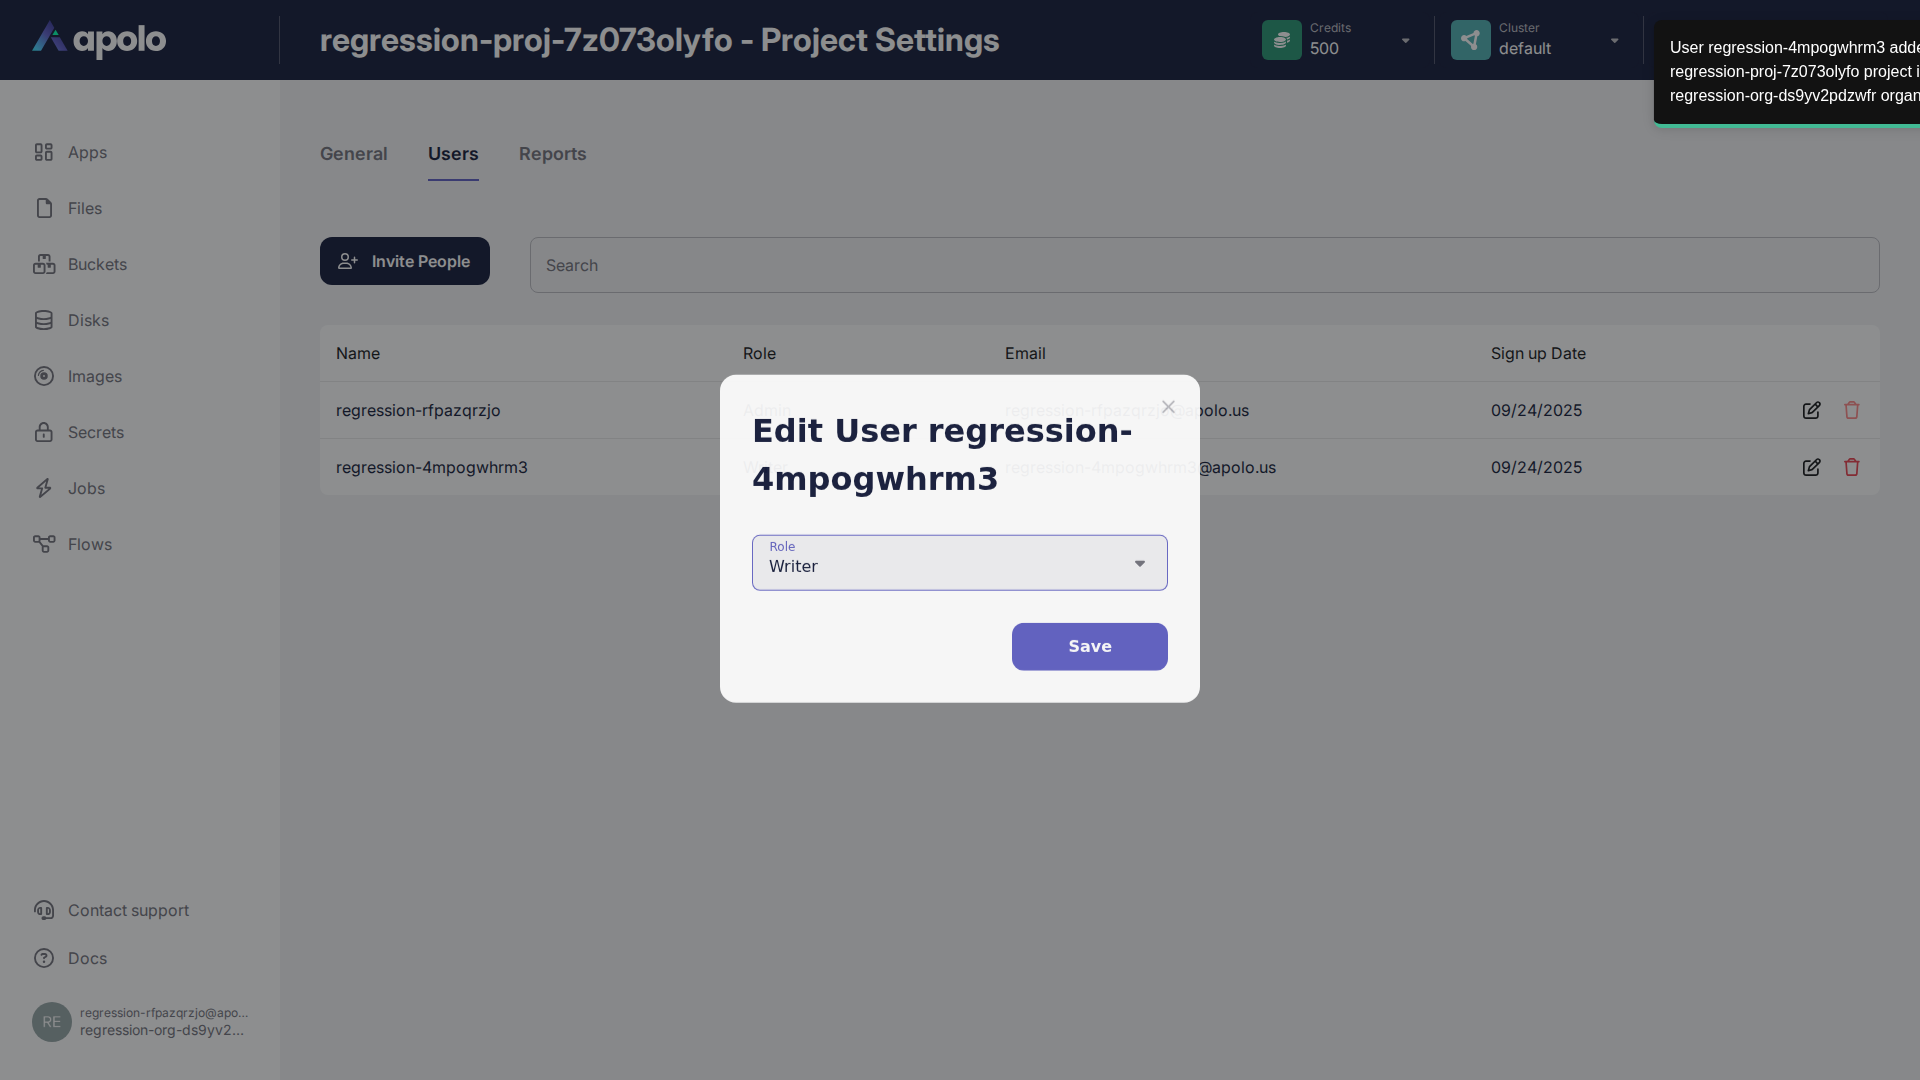 apolo
regression-proj-7z073olyfo - Project Settings
Credits
500
Cluster
default
User regression-4mpogwhrm3
regression-proj-7z073olyfo project
regression-org-ds9yv2pdzwfr
Apps
Files
Buckets
Disks
Images
Secrets
Jobs
Flows
General
Users
Reports
Invite People
Search
Name
Role
Email
Sign up Date
regression-rfpazqrzjo
Admin
regression-rfpazqrzjo@apolo.us
09/24/2025
regression-4mpogwhrm3
Writer
regression-4mpogwhrm3@apolo.us
09/24/2025
Edit User regression-
4mpogwhrm3
Role
Writer
Save
Contact support
Docs
RE
regression-rfpazqrzjo@apo...
regression-org-ds9yv2...